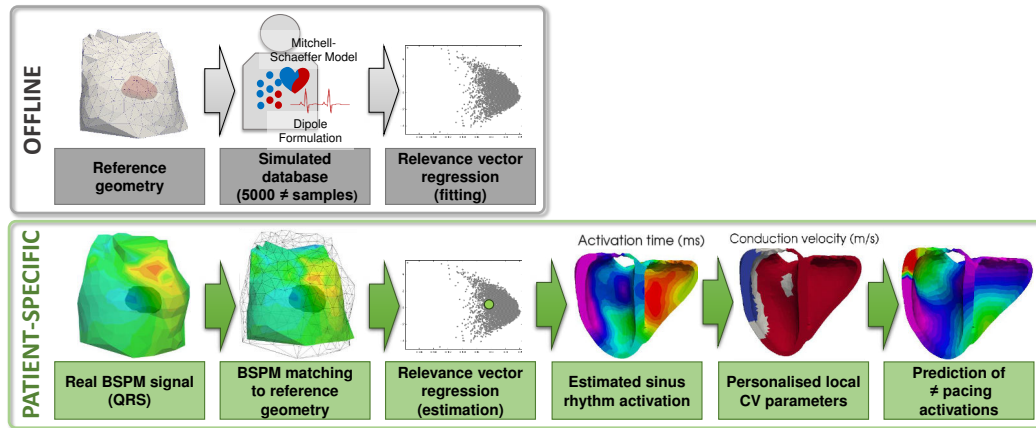 OFFLINE
Mitchell-
Schaeffer Model
Dipole
Formulation
Reference
geometry
Simulated
database
(5000 ≠ samples)
Relevance vector
regression
(fitting)
PATIENT-SPECIFIC
Activation time (ms)
Conduction velocity (m/s)
Real BSPM signal
(QRS)
BSPM matching
to reference
geometry
Relevance vector
regression
(estimation)
Estimated sinus
rhythm activation
Personalised local
CV parameters
Prediction of
≠ pacing
activations